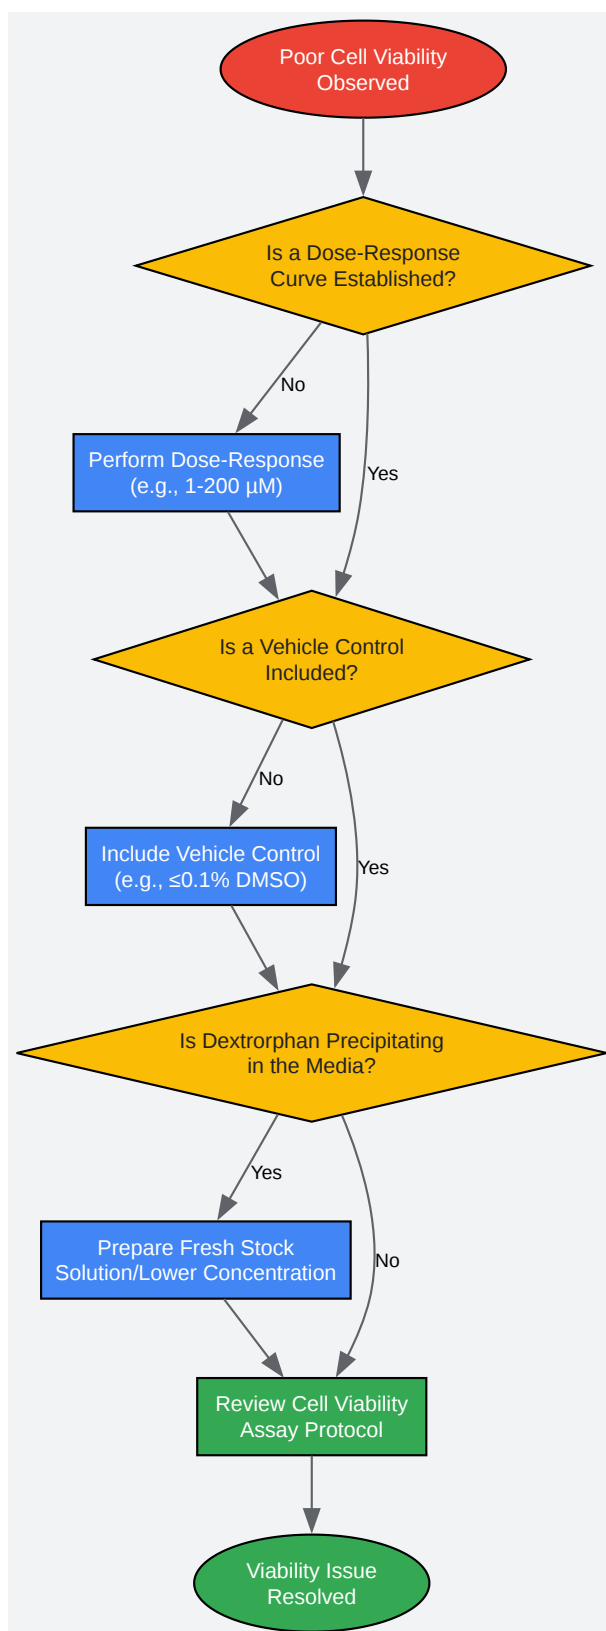 Poor Cell Viability
Observed
Is a Dose-Response
Curve Established?
No
Perform Dose-Response
(e.g., 1-200 µM)
Yes
Is a Vehicle Control
Included?
No
Include Vehicle Control
(e.g., ≤0.1% DMSO)
Yes
Is Dextrorphan Precipitating
in the Media?
Yes
Prepare Fresh Stock
Solution/Lower Concentration
No
Review Cell Viability
Assay Protocol
Viability Issue
Resolved